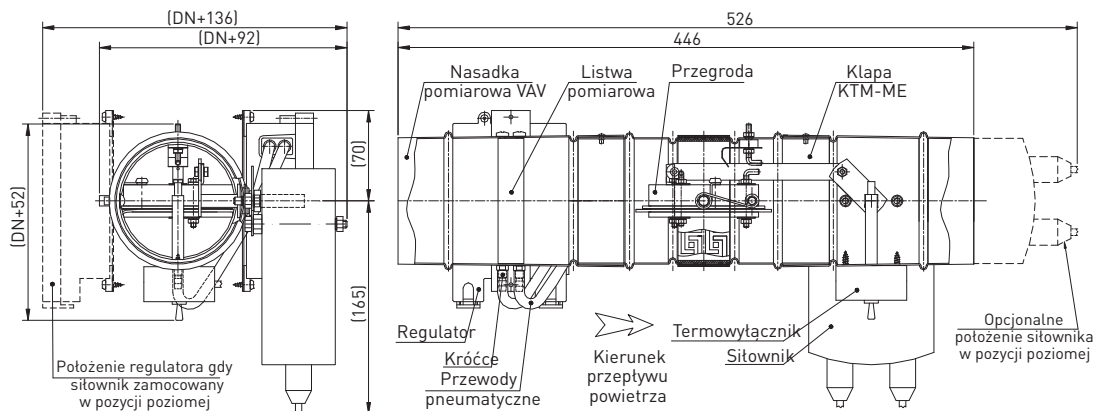 (DN+136)
(DN+92)
(DN+52)
(70)
(165)
Położenie regulatora gdy
siłownik zamocowany
w pozycji poziomej
526
446
Nasadka
pomiarowa VAV
Listwa
pomiarowa
Przegroda
Klapa
KTM-ME
Regulator
Króćce
Przewody
pneumatyczne
Kierunek
przepływu
powietrza
Termowyłącznik
Siłownik
Opcjonalne
położenie siłownika
w pozycji poziomej